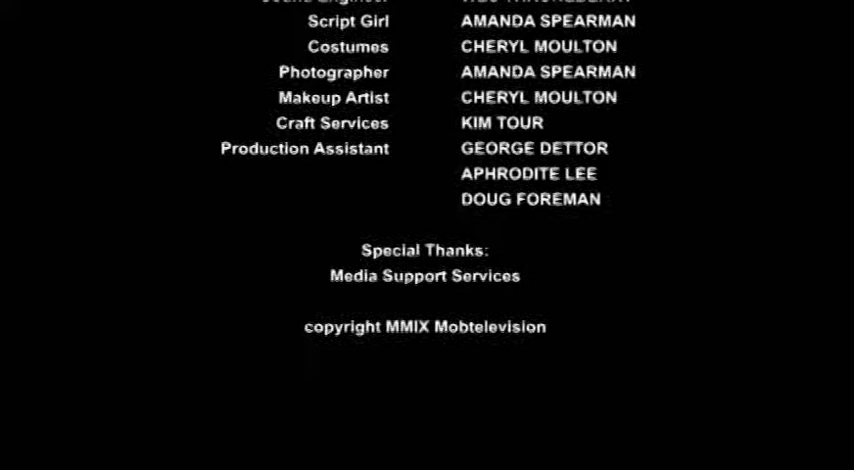 Script Girl AMANDA SPEARMAN
Costumes CHERYL MOULTON
Photographer AMANDA SPEARMAN
Makeup Artist CHERYL MOULTON
Craft Services KIM TOUR
Production Assistant GEORGE DETTOR
APHRODITE LEE
DOUG FOREMAN
Special Thanks:
Media Support Services
copyright MMIX Mobtelevision